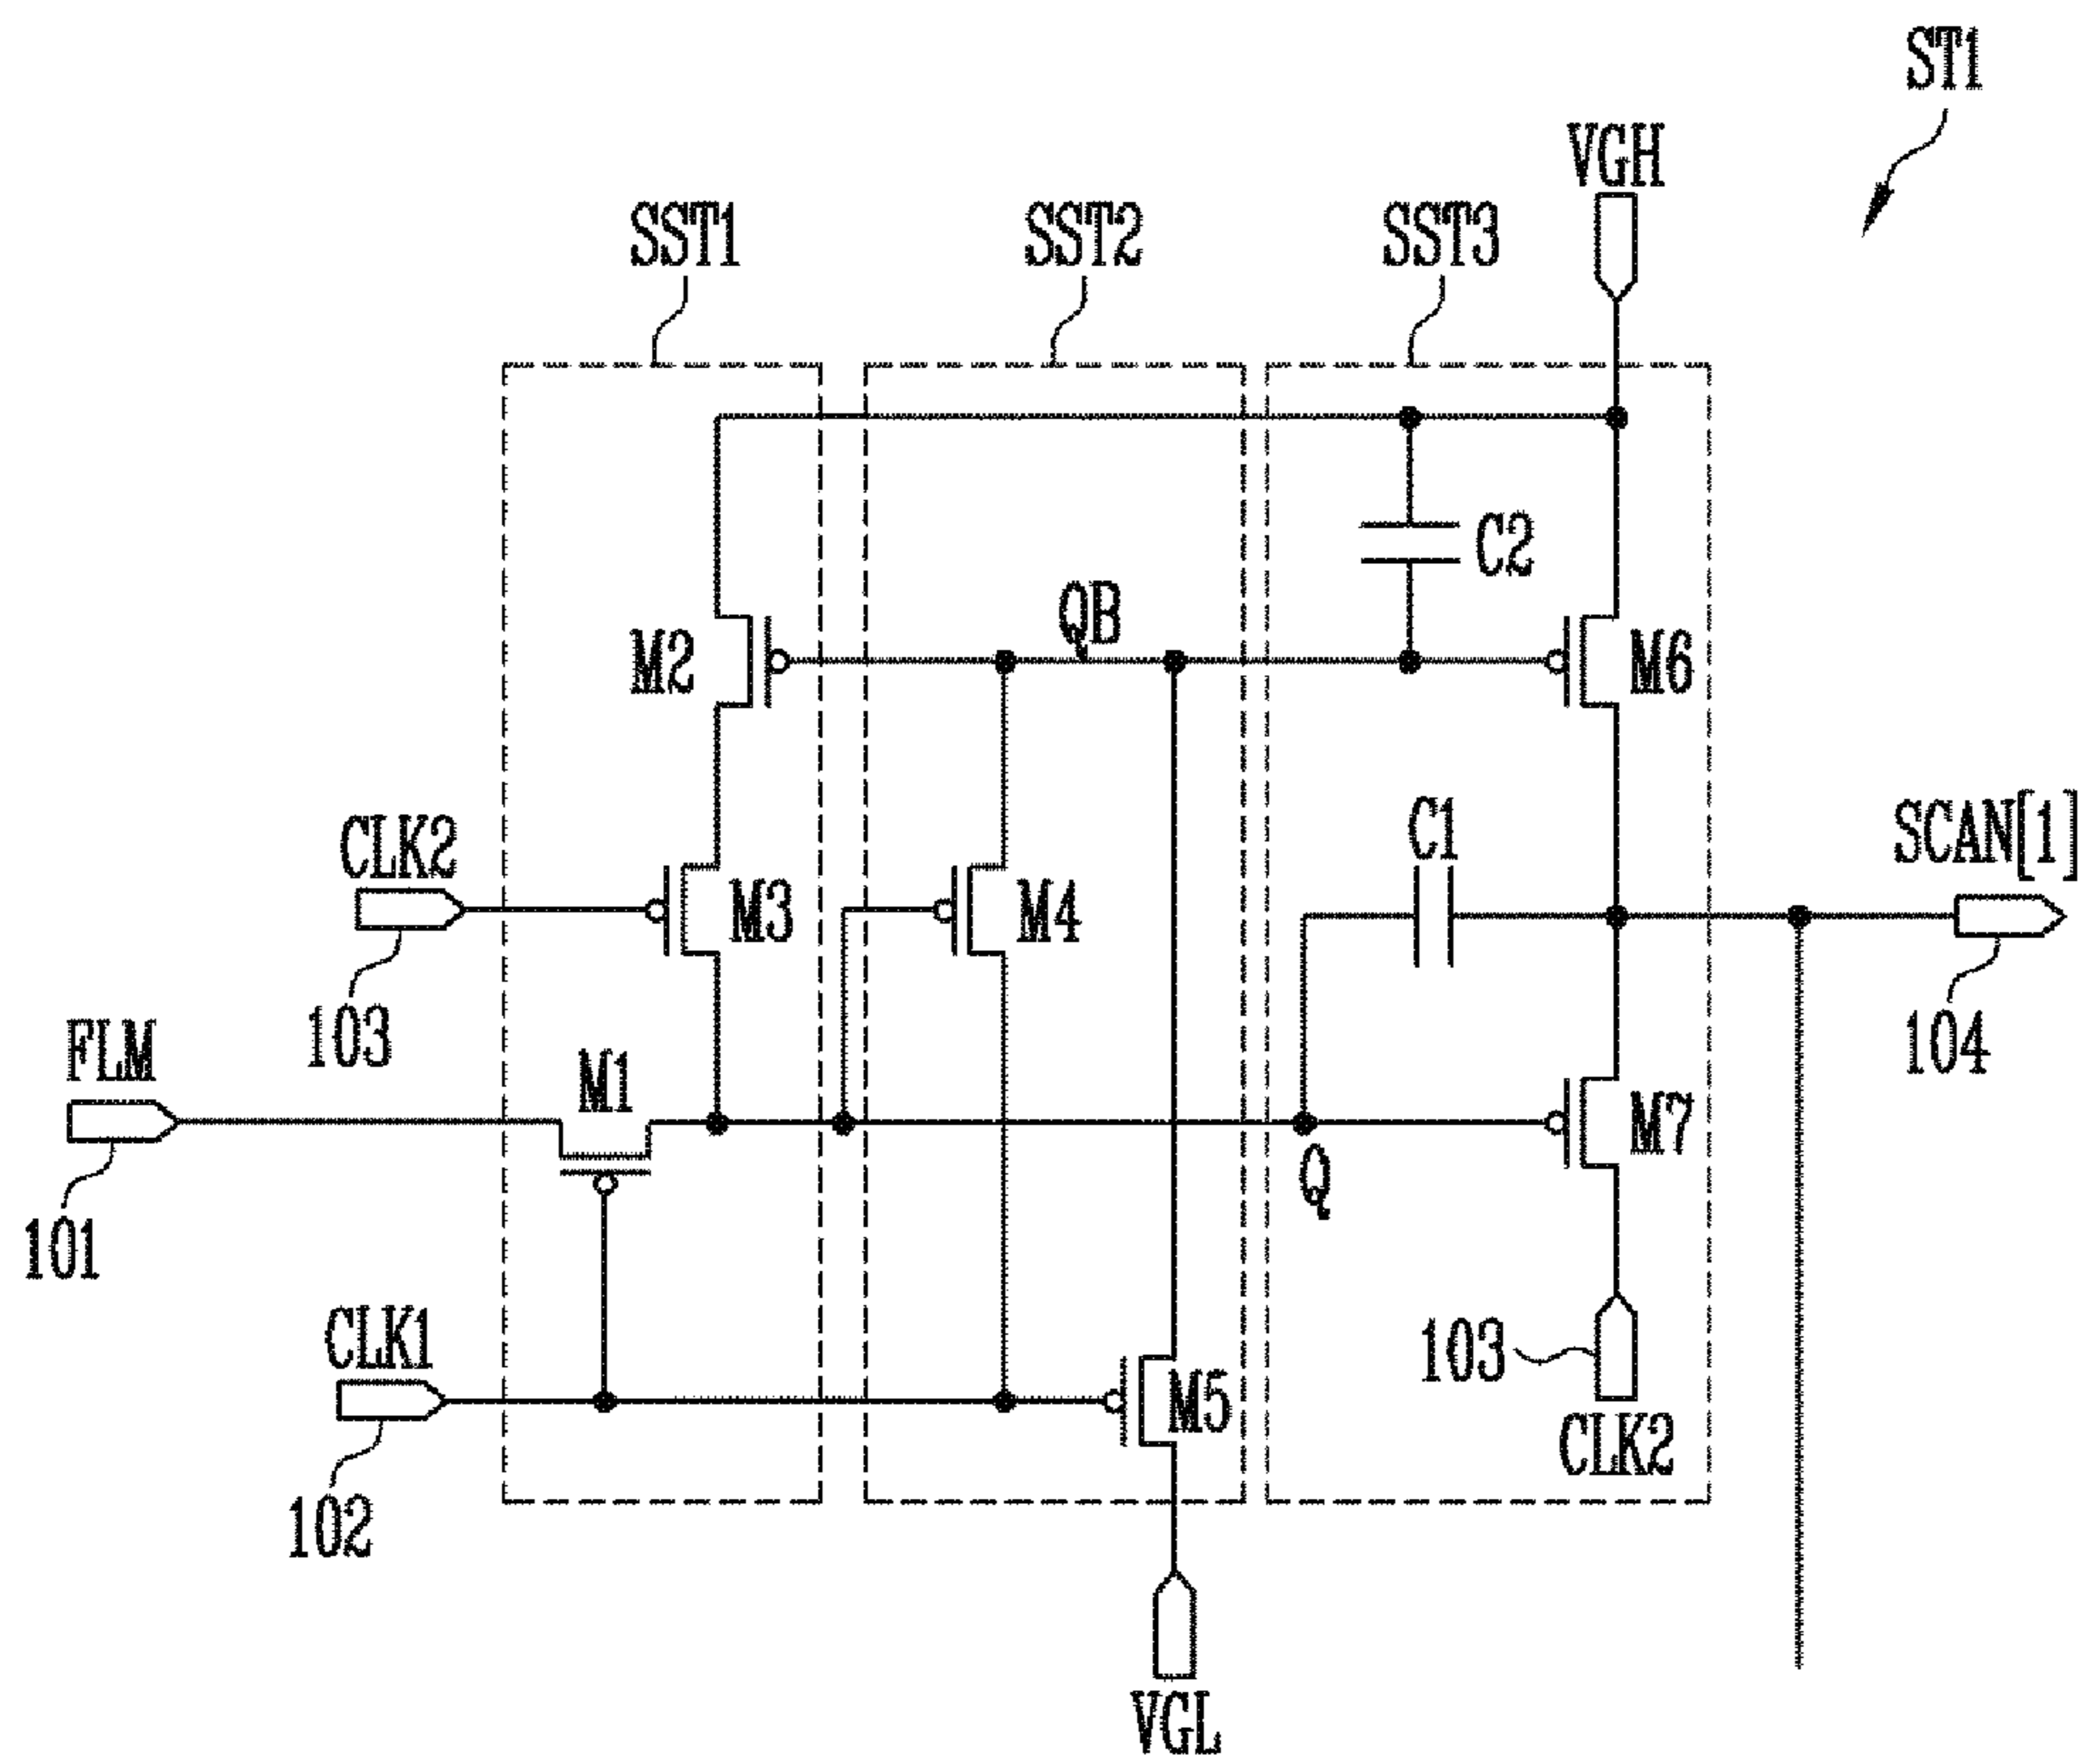 ST1
VGH
SST1
SST2
SST3
C2
QB
M2
M6
CLK2
C1
SCAN[1]
M3
M4
103
104
FLM
M1
M7
Q
101
CLK1
103
M5
CLK2
102
VGL